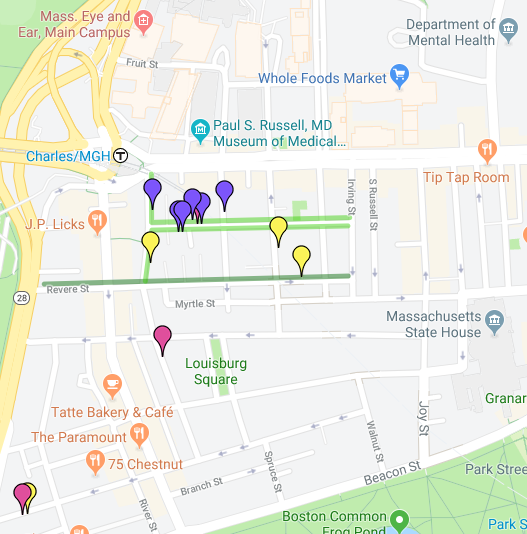 Mass. Eye and
Ear, Main Campus
Department of
Mental Health
Fruit St
Whole Foods Market
Paul S. Russell, MD
Museum of Medical...
Charles/MGH
T
Tip Tap Room
Irving St
S Russell St
J.P. Licks
28
Revere St
Myrtle St
Massachusetts
State House
Louisburg
Square
Tatte Bakery & Café
Granar
Joy St
The Paramount
Walnut St
75 Chestnut
Spruce St
Beacon St
Park Stree
Branch St
River St
Boston Common
Frog Pond
Park S